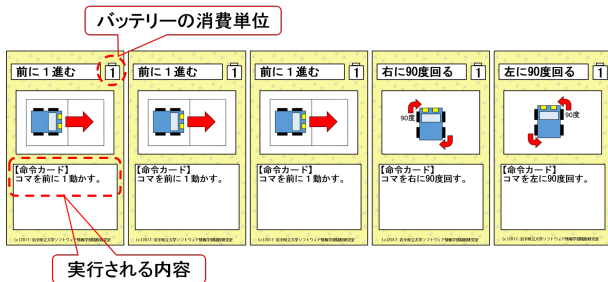 バッテリーの消費単位
前に1進む 1
前に1進む 1
前に1進む 1
右に90度回る 1
左に90度回る 1
90度
90度
【命令カード】
コマを前に1動かす。
【命令カード】
コマを前に1動かす。
【命令カード】
コマを前に1動かす。
【命令カード】
コマを右に90度回す。
【命令カード】
コマを左に90度回す。
実行される内容